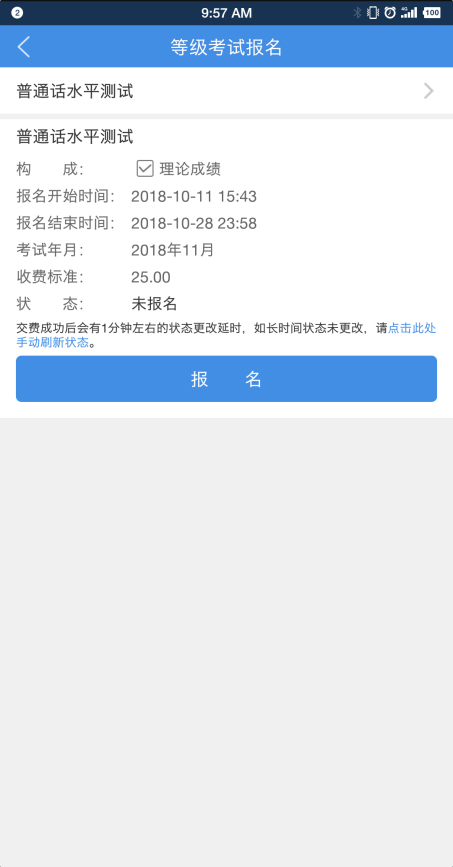 2
9:57 AM
4G
100
等级考试报名
普通话水平测试
普通话水平测试
构 成: 理论成绩
报名开始时间: 2018-10-11 15:43
报名结束时间: 2018-10-28 23:58
考试年月: 2018年11月
收费标准: 25.00
状 态: 未报名
交费成功后会有1分钟左右的状态更改延时，如长时间状态未更改，请点击此处
手动刷新状态。
报 名